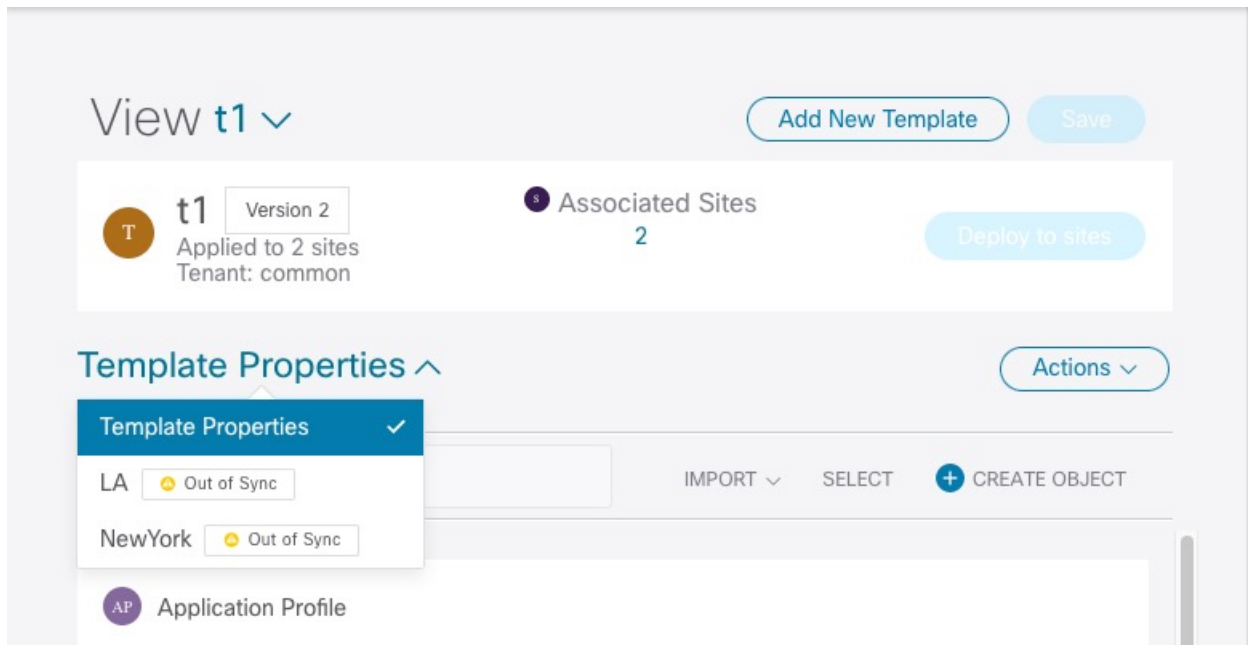 View t1
Add New Template
Save
T
t1
Version 2
Applied to 2 sites
Tenant: common
S
Associated Sites
2
Deploy to sites
Template Properties
Actions
Template Properties
LA
Out of Sync
NewYork
Out of Sync
IMPORT
SELECT
CREATE OBJECT
AP
Application Profile